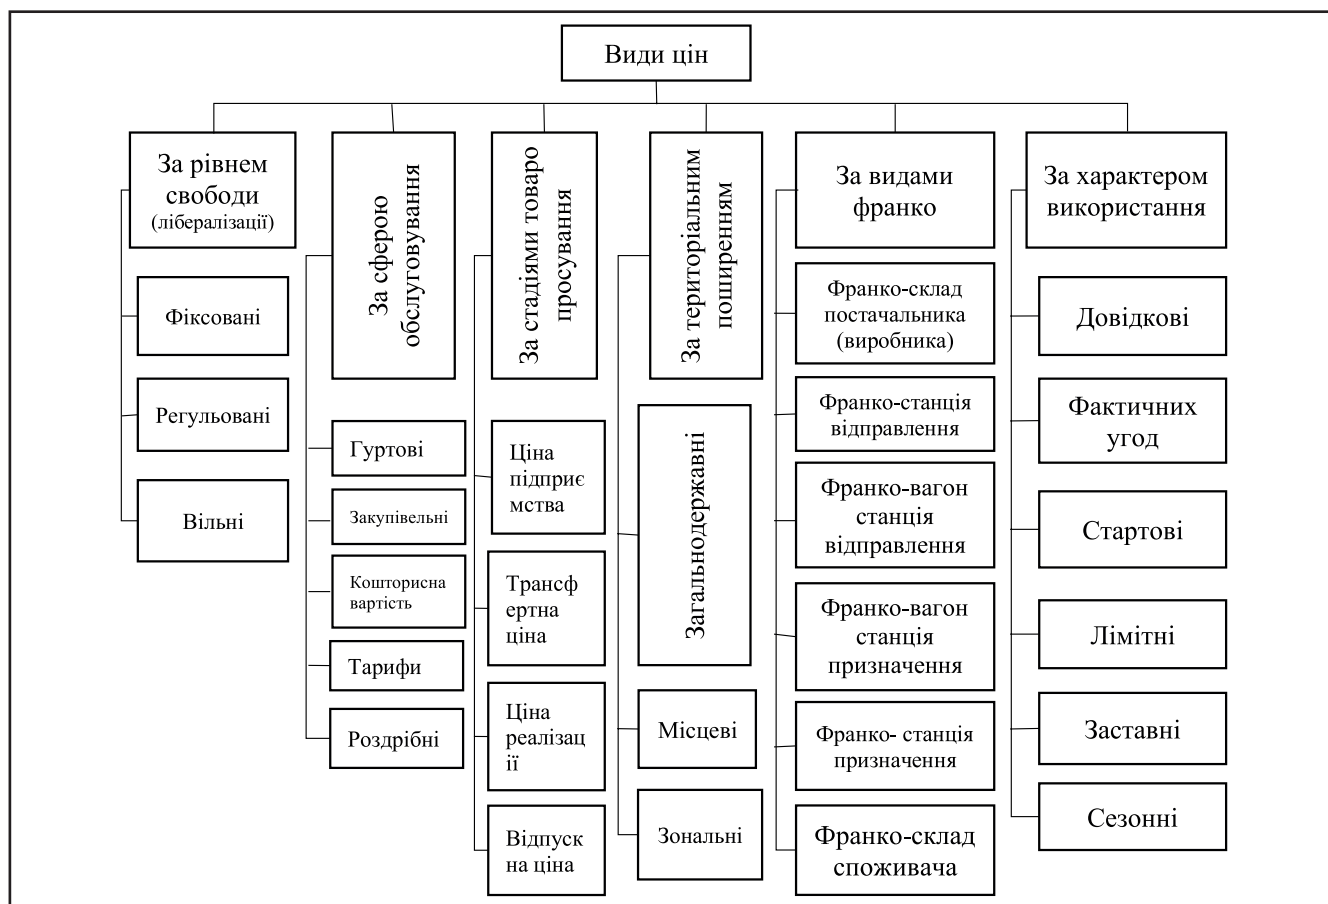 Види цін
За рівнем
свободи
(лібералізації)
Фіксовані
Регульовані
Вільні
За сферою
обслуговування
Гуртові
Закупівельні
Кошторисна
вартість
Тарифи
Роздрібні
За стадіями товаро
просування
Ціна
підприє
мства
Трансф
ертна
ціна
Ціна
реалізац
ії
Відпуск
на ціна
За територіальним
поширенням
Загальнодержавні
Місцеві
Зональні
За видами
франко
Франко-склад
постачальника
(виробника)
Франко-станція
відправлення
Франко-вагон
станція
відправлення
Франко-вагон
станція
призначення
Франко- станція
призначення
Франко-склад
споживача
За характером
використання
Довідкові
Фактичних
угод
Стартові
Лімітні
Заставні
Сезонні